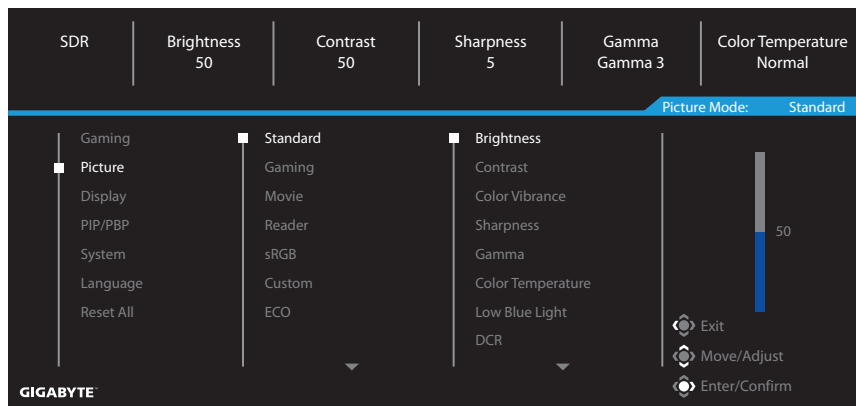 SDR Brightness Contrast Sharpness Gamma Color Temperature
50 50 5 Gamma 3 Normal
Picture Mode: Standard
Gaming Standard Brightness
Picture Gaming Contrast
Display Movie Color Vibrance
PIP/PBP Reader Sharpness
50
System sRGB Gamma
Language Custom Color Temperature
Reset All ECO Low Blue Light
Exit
DCR
Move/Adjust
GIGABYTE™ Enter/Confirm